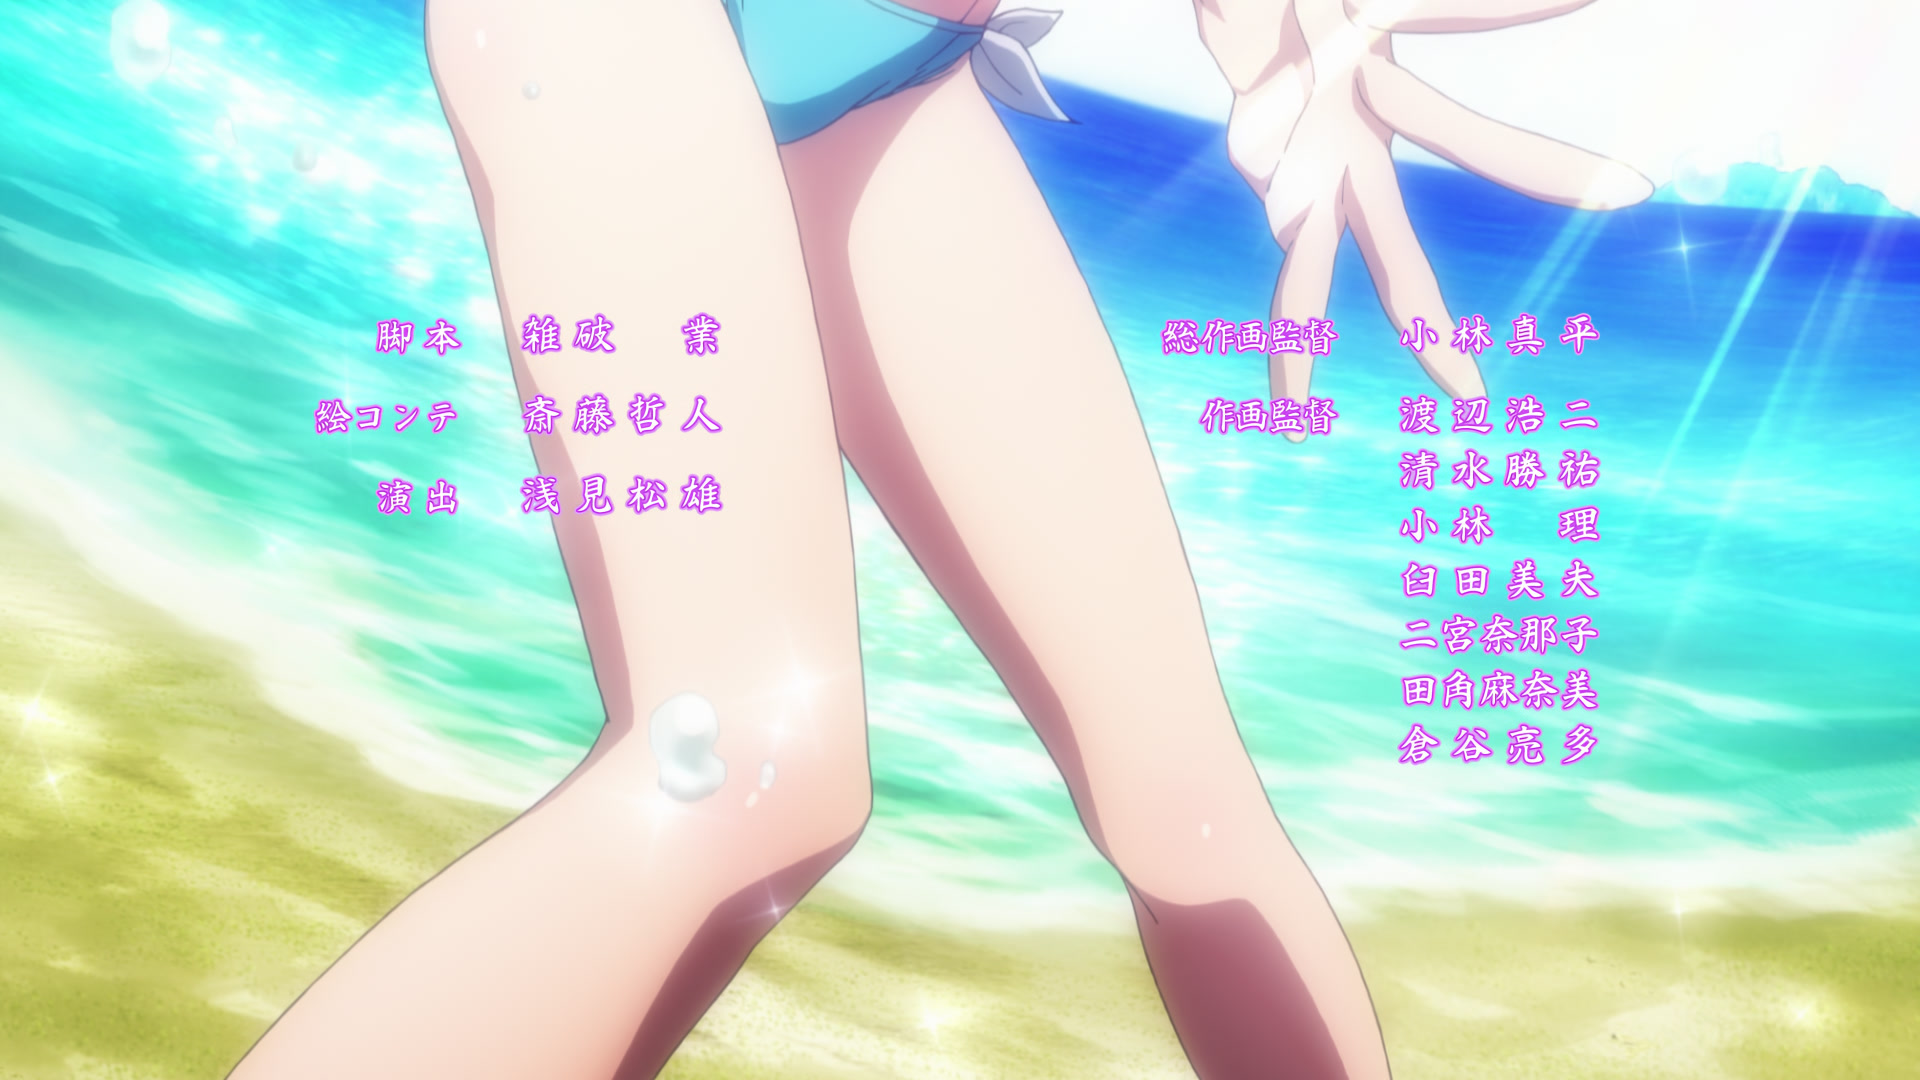 脚本 雑破 業
絵コンテ 斎藤哲人
演出 浅見松雄
総作画監督 小林真平
作画監督 渡辺浩二
清水勝祐
小林 理
臼田美夫
二宮奈那子
田角麻奈美
倉谷亮多